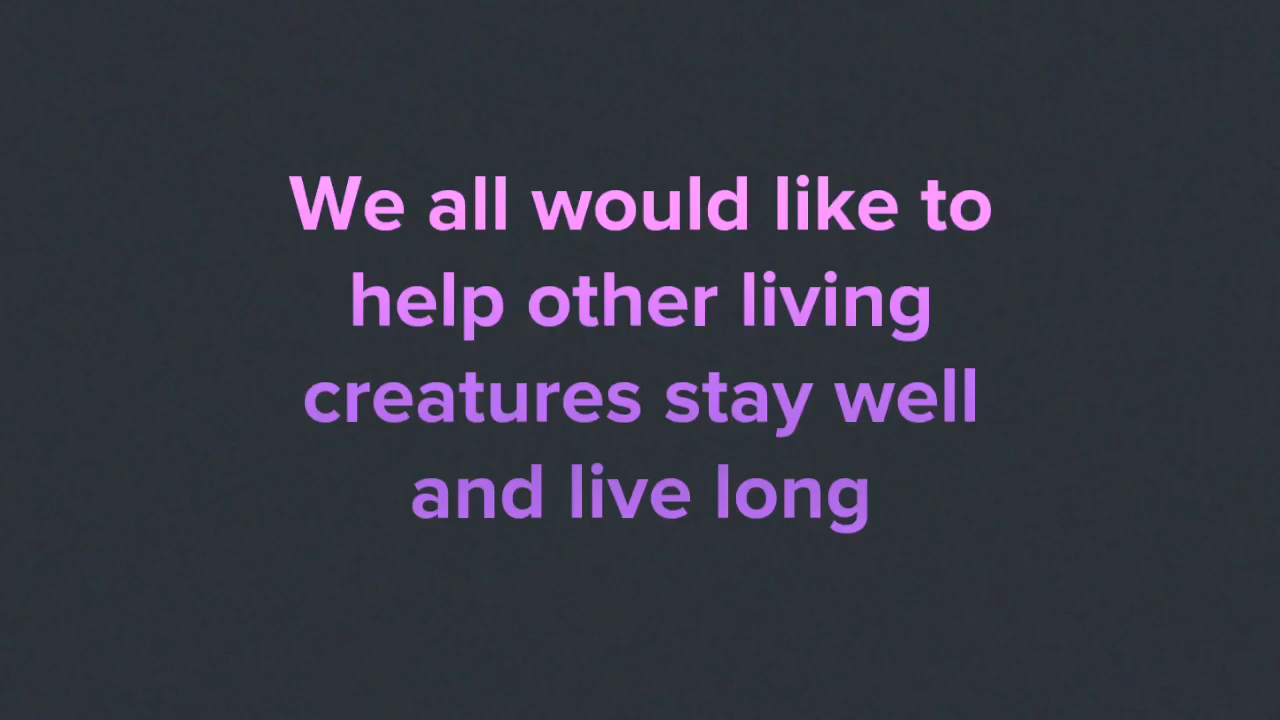 We all would like to
help other living
creatures stay well
and live long